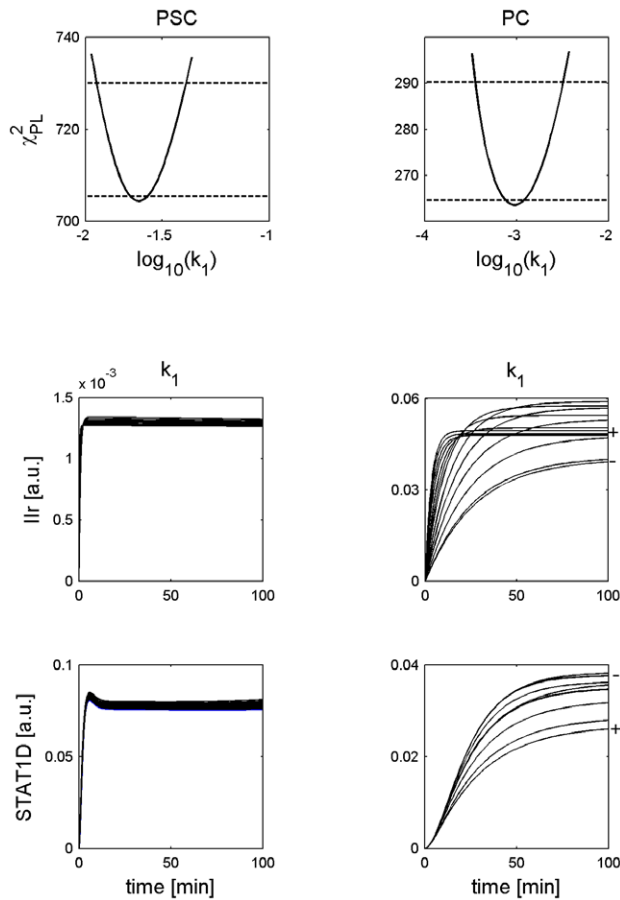 PSC PC
740
730
720
710
700
χ²PL
-2 -1.5 -1
log10(k1)
290
280
270
260
-4 -3 -2
log10(k1)
k1 k1
x 10-3
1.5
1
0.5
0
IIr [a.u.]
0 50 100
0.06
0.03
0
0 50 100
+
-
0.1
0.05
0
STAT1D [a.u.]
0 50 100
time [min]
0.04
0.02
0
0 50 100
time [min]
-
+